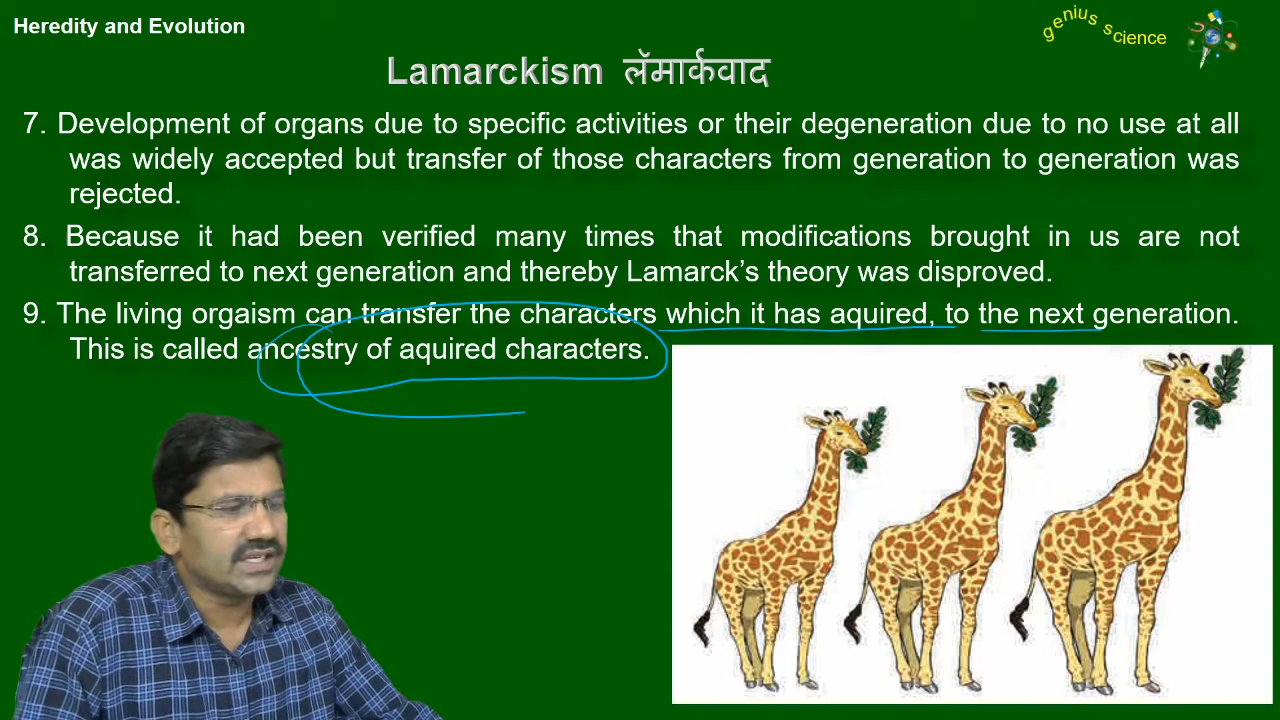 Heredity and Evolution
genius science
Lamarckism लॅमार्कवाद
7. Development of organs due to specific activities or their degeneration due to no use at all
was widely accepted but transfer of those characters from generation to generation was
rejected.
8. Because it had been verified many times that modifications brought in us are not
transferred to next generation and thereby Lamarck’s theory was disproved.
9. The living orgaism can transfer the characters which it has aquired, to the next generation.
This is called ancestry of aquired characters.